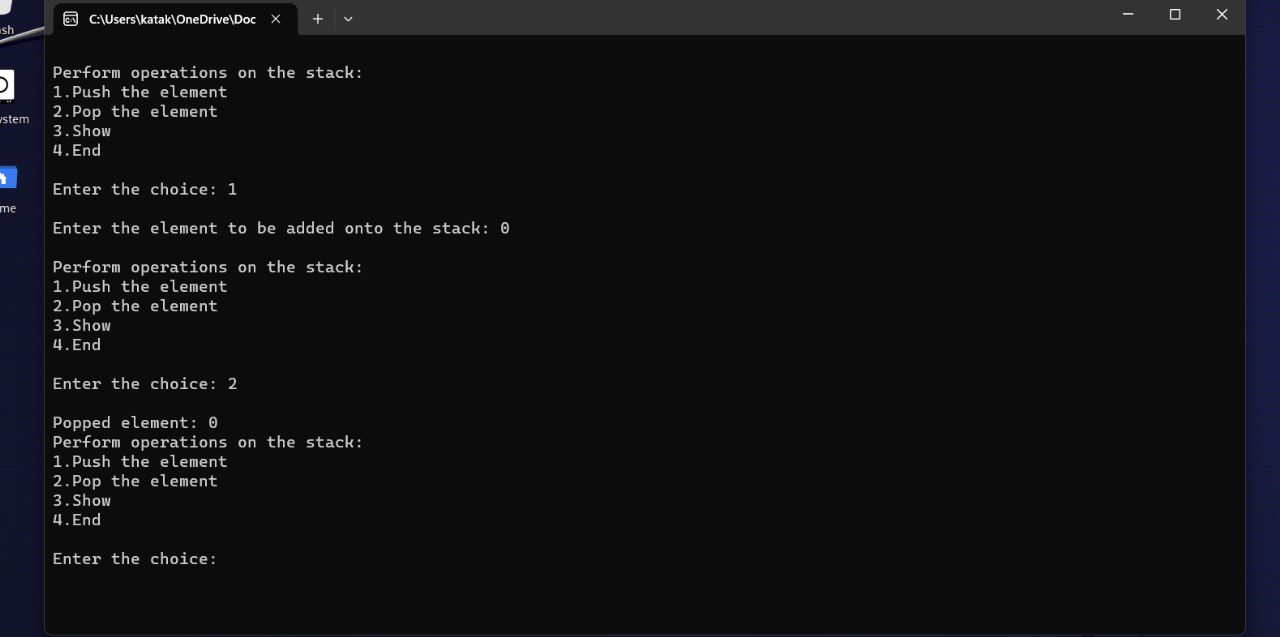 C:\Users\katak\OneDrive\Doc
Perform operations on the stack:
1.Push the element
2.Pop the element
3.Show
4.End
Enter the choice: 1
Enter the element to be added onto the stack: 0
Perform operations on the stack:
1.Push the element
2.Pop the element
3.Show
4.End
Enter the choice: 2
Popped element: 0
Perform operations on the stack:
1.Push the element
2.Pop the element
3.Show
4.End
Enter the choice: